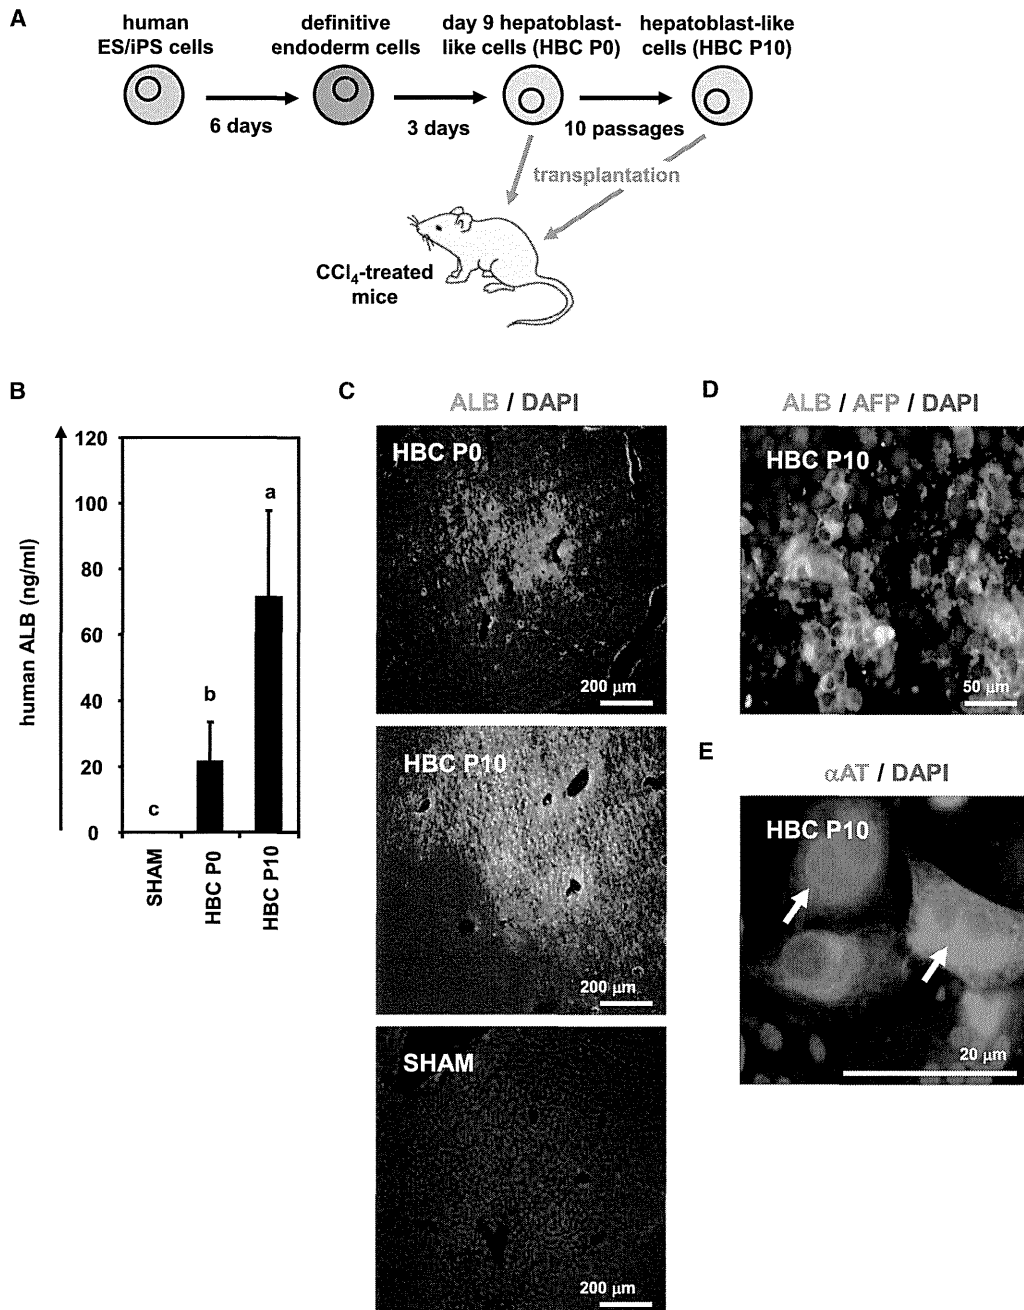 A
human
ES/iPS cells
definitive
endoderm cells
day 9 hepatoblast-
like cells (HBC P0)
hepatoblast-like
cells (HBC P10)
6 days
3 days
10 passages
transplantation
CCl₄-treated
mice
B
human ALB (ng/ml)
120
100
80
60
40
20
0
c
b
a
SHAM
HBC P0
HBC P10
C
ALB / DAPI
HBC P0
200 µm
HBC P10
200 µm
SHAM
200 µm
D
ALB / AFP / DAPI
HBC P10
50 µm
E
αAT / DAPI
HBC P10
20 µm